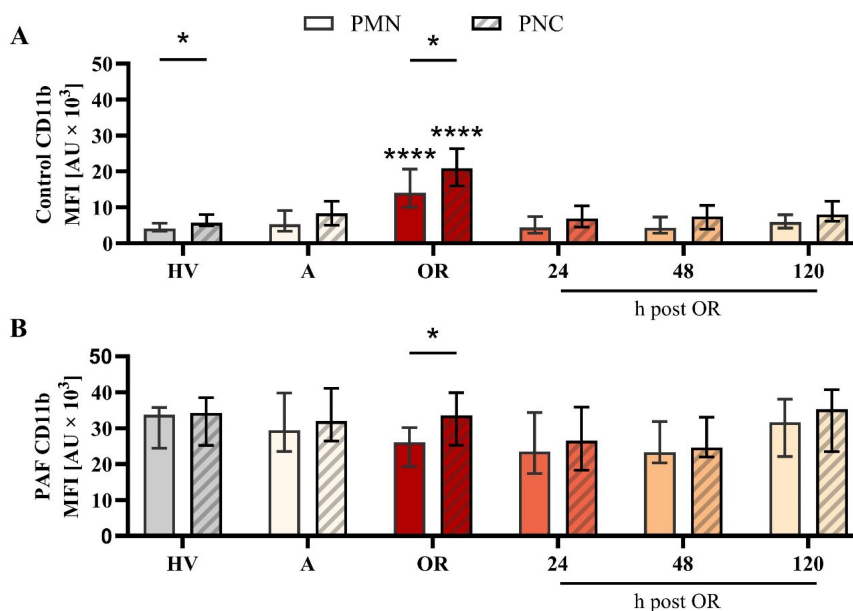 PMN PNC
A
* *
50
40
30
20
10
0
Control CD11b
MFI [AU × 10³]
**** ****
HV A OR 24 48 120
h post OR
B
*
50
40
30
20
10
0
PAF CD11b
MFI [AU × 10³]
HV A OR 24 48 120
h post OR